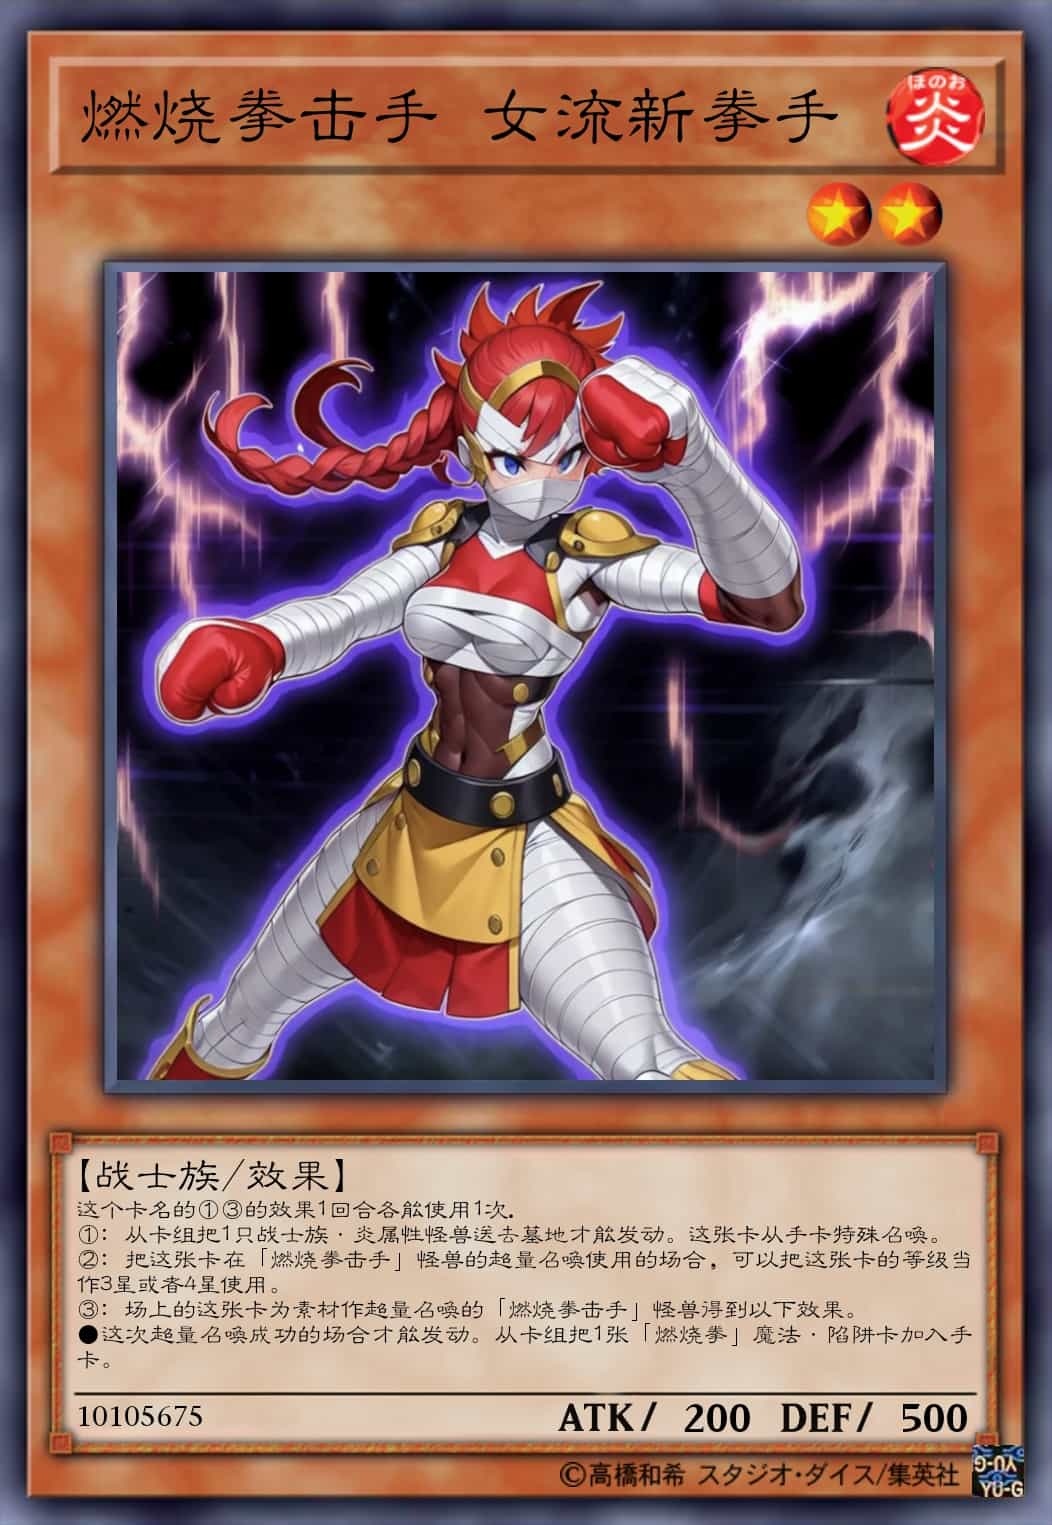 燃烧拳击手 女流新拳手
ほのお
炎
【战士族/效果】
这个卡名的①③的效果1回合各能使用1次.
①：从卡组把1只战士族·炎属性怪兽送去墓地才能发动。这张卡从手卡特殊召唤。
②：把这张卡在「燃烧拳击手」怪兽的超量召唤使用的场合，可以把这张卡的等级当
作3星或者4星使用。
③：场上的这张卡为素材作超量召唤的「燃烧拳击手」怪兽得到以下效果。
●这次超量召唤成功的场合才能发动。从卡组把1张「燃烧拳」魔法·陷阱卡加入手
卡。
10105675
ATK/ 200 DEF/ 500
©高橋和希 スタジオ・ダイス/集英社
YU-G
YU-G